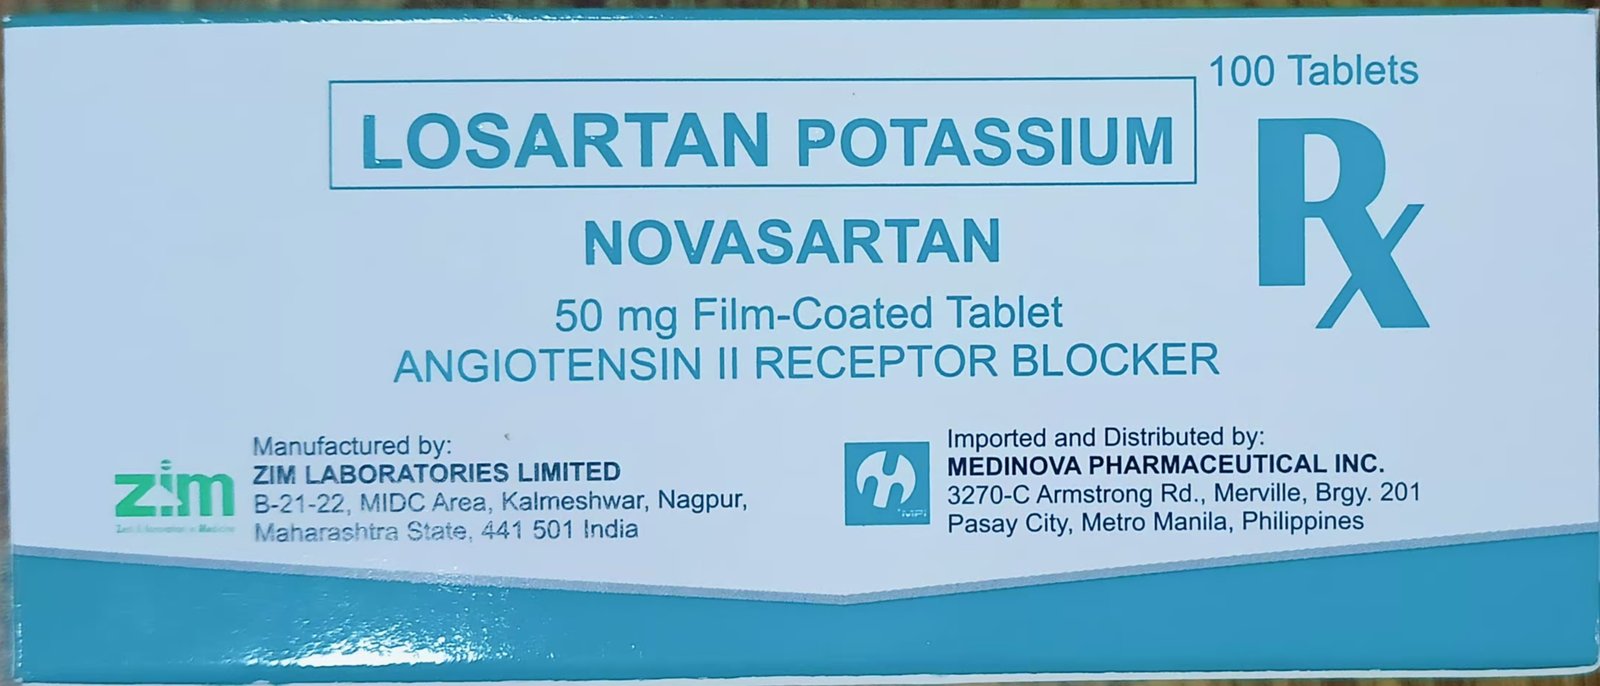 100 Tablets
LOSARTAN POTASSIUM
Rx
NOVASARTAN
50 mg Film-Coated Tablet
ANGIOTENSIN II RECEPTOR BLOCKER
zim
Manufactured by:
ZIM LABORATORIES LIMITED
B-21-22, MIDC Area, Kalmeshwar, Nagpur,
Maharashtra State, 441 501 India
MPI
Imported and Distributed by:
MEDINOVA PHARMACEUTICAL INC.
3270-C Armstrong Rd., Merville, Brgy. 201
Pasay City, Metro Manila, Philippines